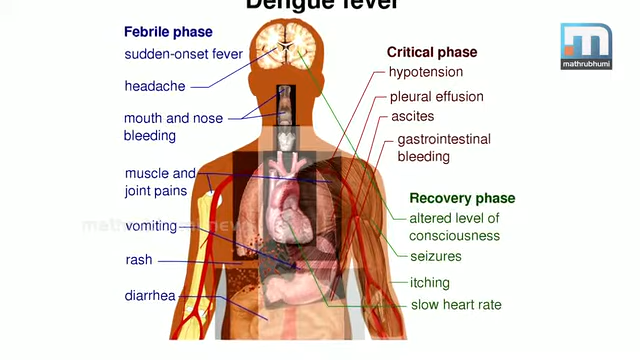 Dengue fever
Febrile phase
sudden-onset fever
headache
mouth and nose
bleeding
muscle and
joint pains
vomiting
rash
diarrhea
Critical phase
hypotension
pleural effusion
ascites
gastrointestinal
bleeding
Recovery phase
altered level of
consciousness
seizures
itching
slow heart rate
mathrubhumi
mathrubhumi news